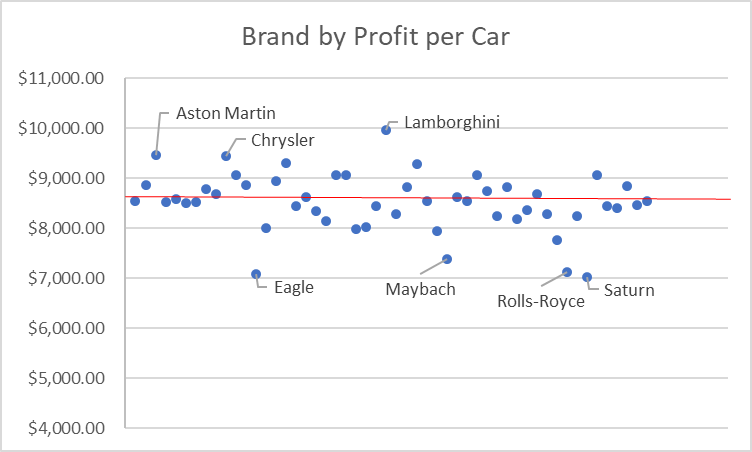 Brand by Profit per Car
$11,000.00
$10,000.00
$9,000.00
$8,000.00
$7,000.00
$6,000.00
$5,000.00
$4,000.00
Aston Martin
Chrysler
Lamborghini
Eagle
Maybach
Rolls-Royce
Saturn